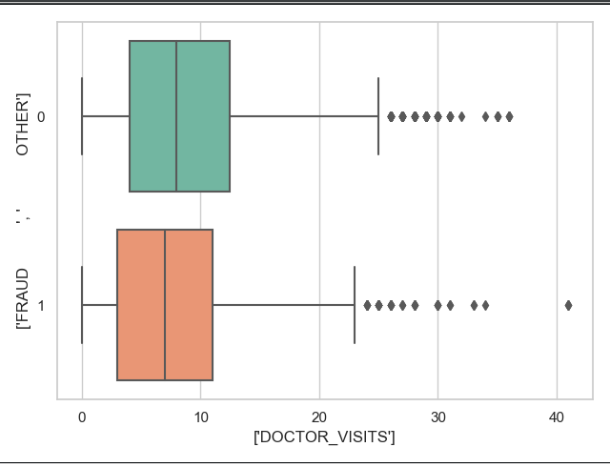 ['FRAUD ', ' OTHER']
0
1
0 10 20 30 40
['DOCTOR_VISITS']